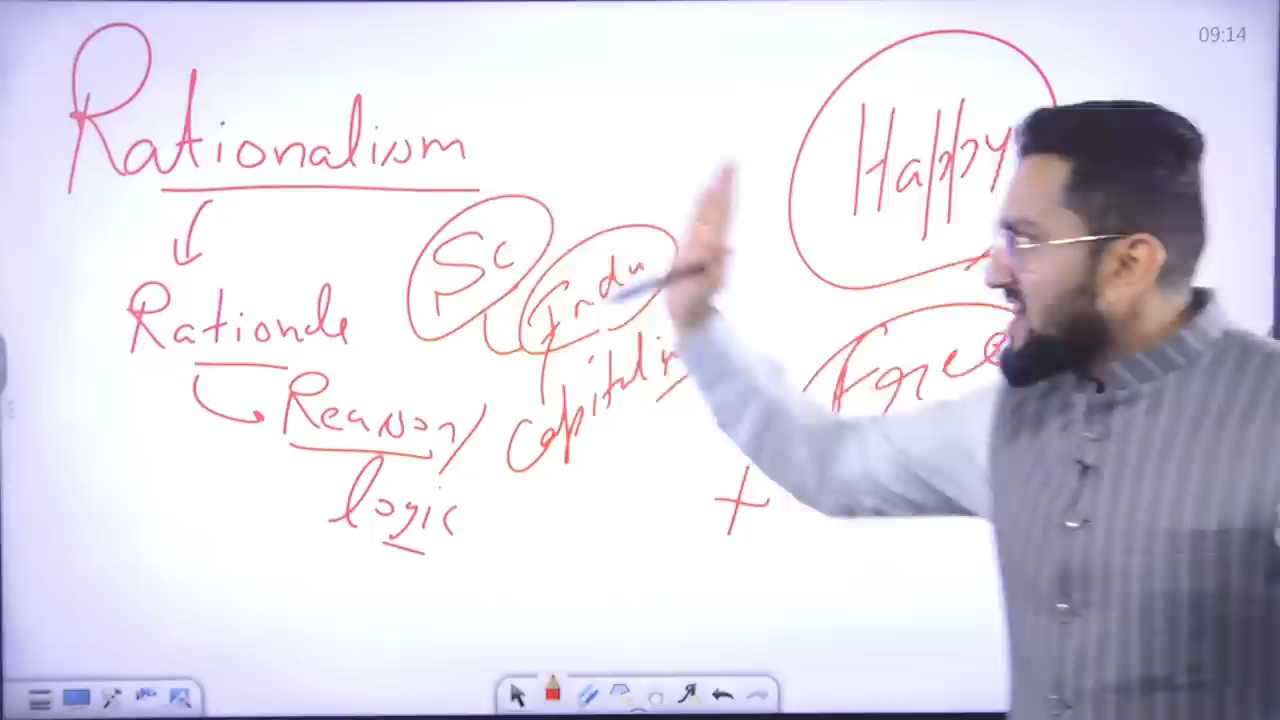 09:14
Rationalism
Happy
Sc
Indu
Rationale
Reason/
logic
Capitalis
Free
+